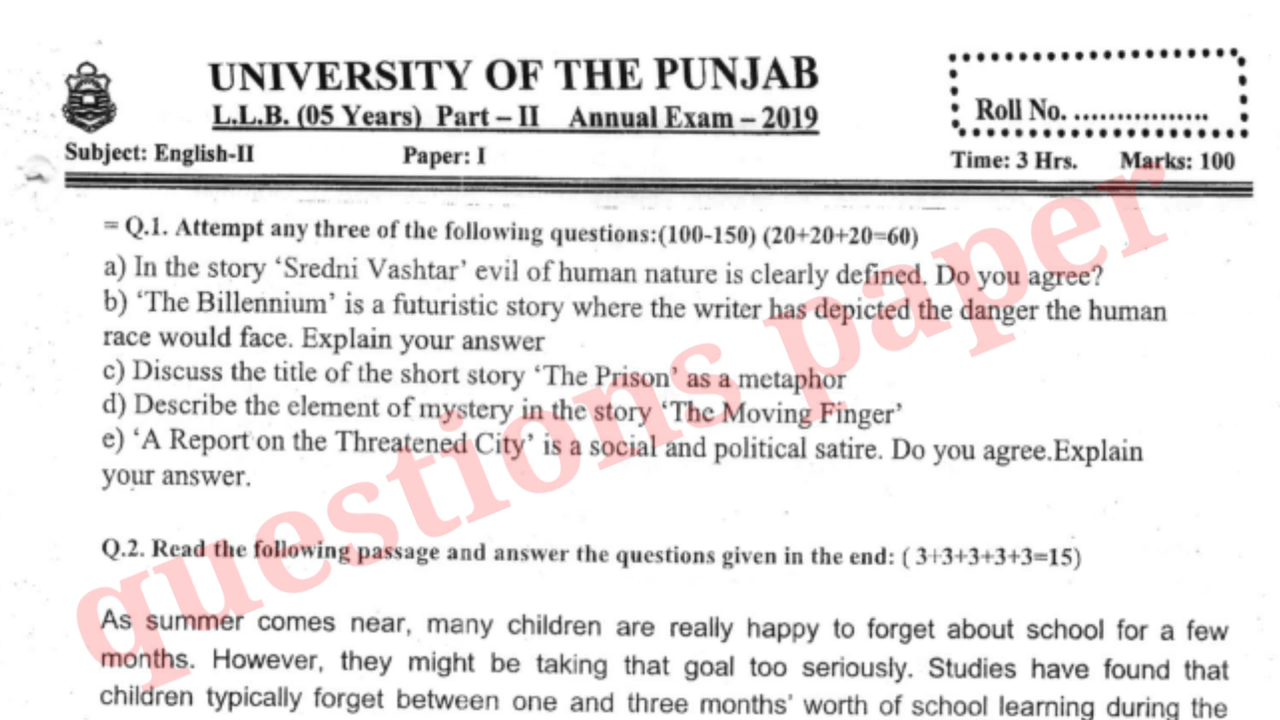 UNIVERSITY OF THE PUNJAB
L.L.B. (05 Years) Part – II Annual Exam – 2019
Roll No. ................
Subject: English-II Paper: I Time: 3 Hrs. Marks: 100
= Q.1. Attempt any three of the following questions:(100-150) (20+20+20=60)
a) In the story ‘Sredni Vashtar’ evil of human nature is clearly defined. Do you agree?
b) ‘The Billennium’ is a futuristic story where the writer has depicted the danger the human
race would face. Explain your answer
c) Discuss the title of the short story ‘The Prison’ as a metaphor
d) Describe the element of mystery in the story ‘The Moving Finger’
e) ‘A Report on the Threatened City’ is a social and political satire. Do you agree.Explain
your answer.
Q.2. Read the following passage and answer the questions given in the end: ( 3+3+3+3+3=15)
As summer comes near, many children are really happy to forget about school for a few
months. However, they might be taking that goal too seriously. Studies have found that
children typically forget between one and three months’ worth of school learning during the
questions paper